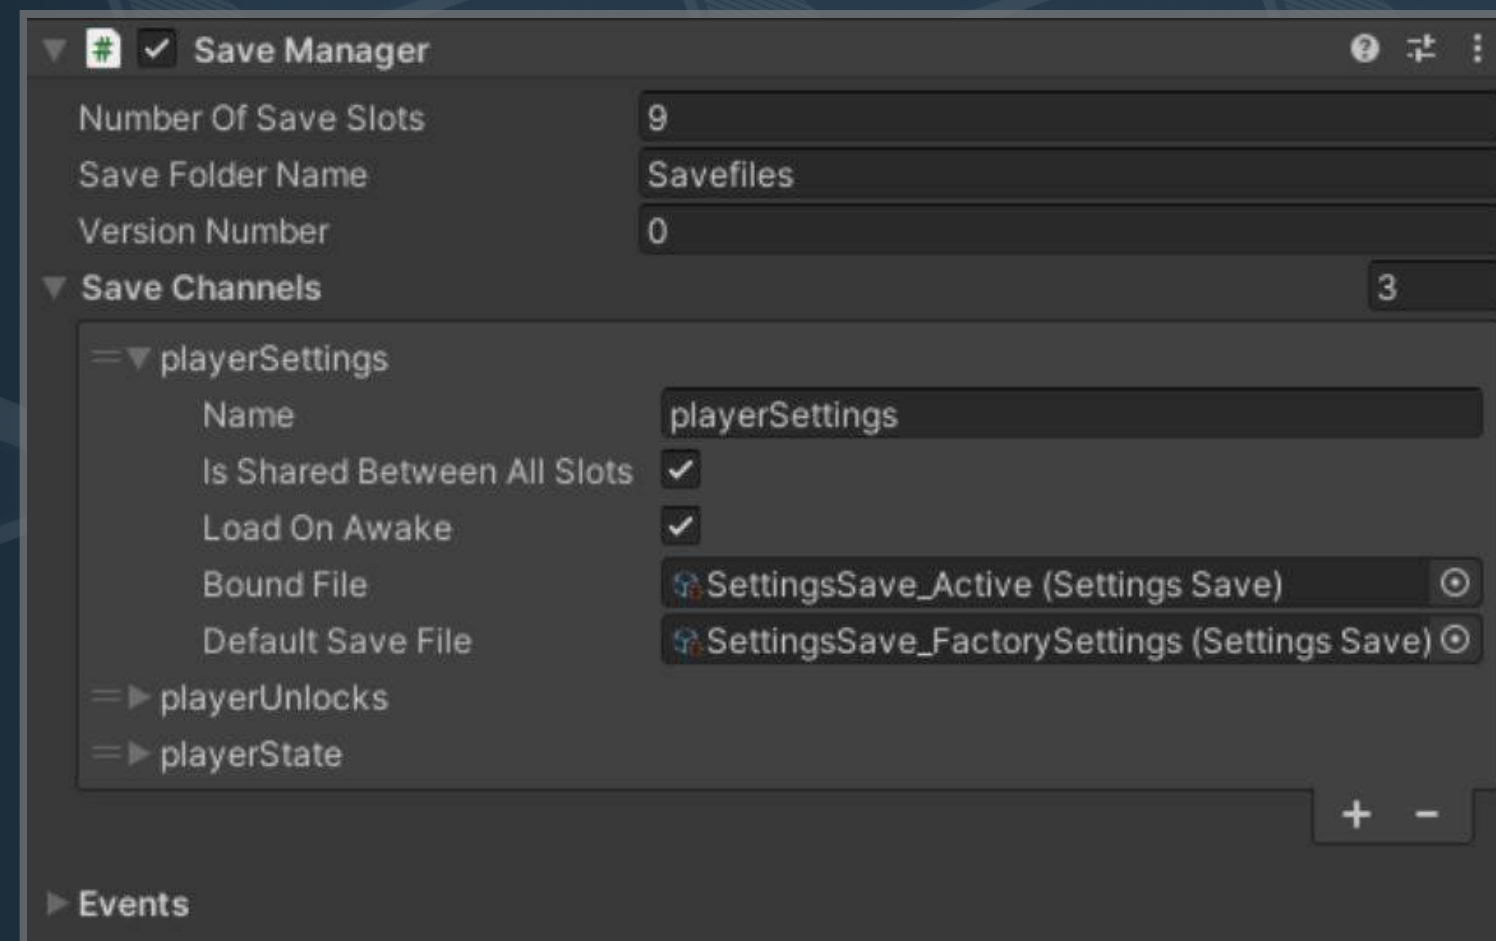 # Save Manager ?
Number Of Save Slots 9
Save Folder Name Savefiles
Version Number 0
Save Channels 3
playerSettings
Name playerSettings
Is Shared Between All Slots
Load On Awake
Bound File SettingsSave_Active (Settings Save)
Default Save File SettingsSave_FactorySettings (Settings Save)
playerUnlocks
playerState
+ -
Events